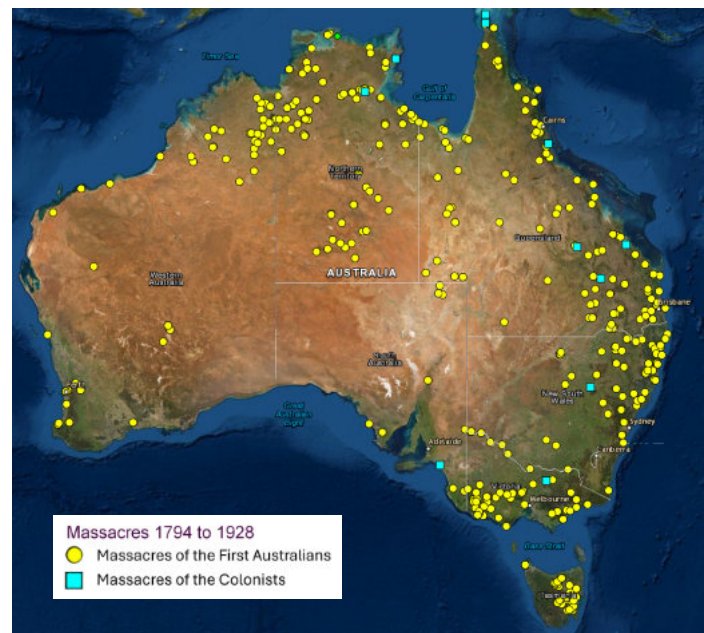 Timor Sea
Gulf of
Carpentaria
Cairns
Northern
Territory
Queensland
AUSTRALIA
Western
Australia
Brisbane
South
Australia
Great
Australian
Bight
New South
Wales
Sydney
Adelaide
Canberra
Victoria
Melbourne
Massacres 1794 to 1928
Massacres of the First Australians
Massacres of the Colonists
Bass Strait